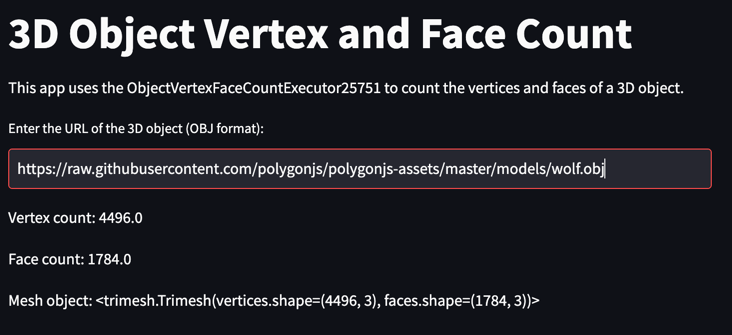 3D Object Vertex and Face Count
This app uses the ObjectVertexFaceCountExecutor25751 to count the vertices and faces of a 3D object.
Enter the URL of the 3D object (OBJ format):
https://raw.githubusercontent.com/polygonjs/polygonjs-assets/master/models/wolf.obj
Vertex count: 4496.0
Face count: 1784.0
Mesh object: <trimesh.Trimesh(vertices.shape=(4496, 3), faces.shape=(1784, 3))>